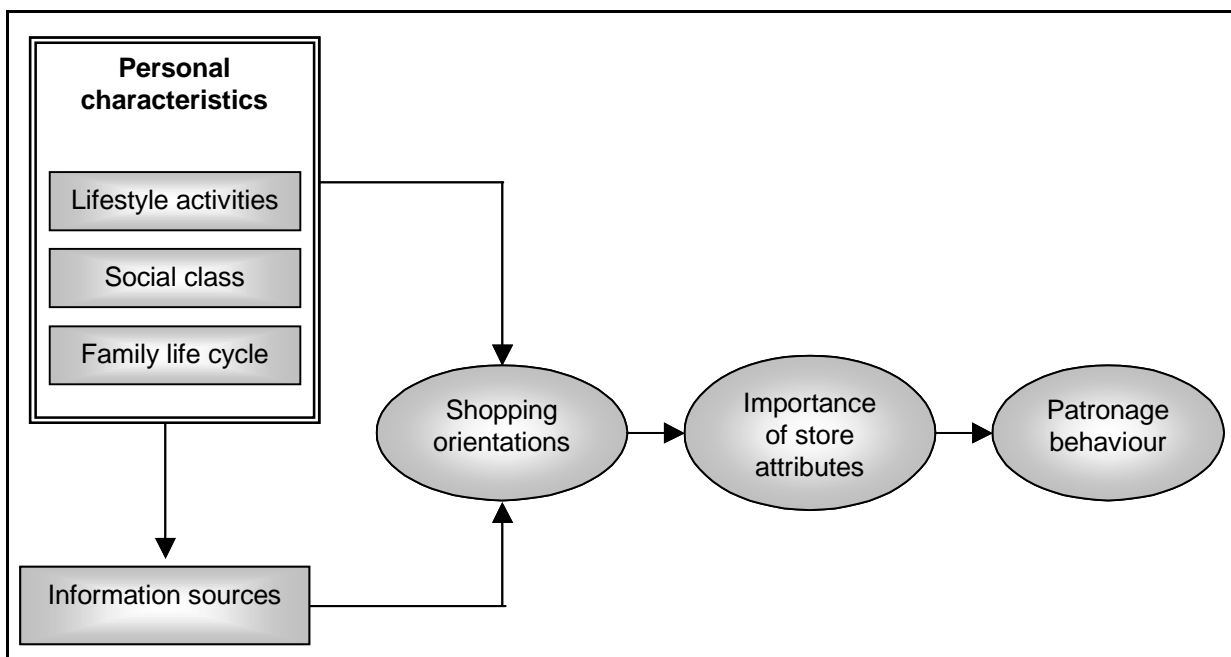 Personal
characteristics
Lifestyle activities
Social class
Family life cycle
Information sources
Shopping
orientations
Importance
of store
attributes
Patronage
behaviour